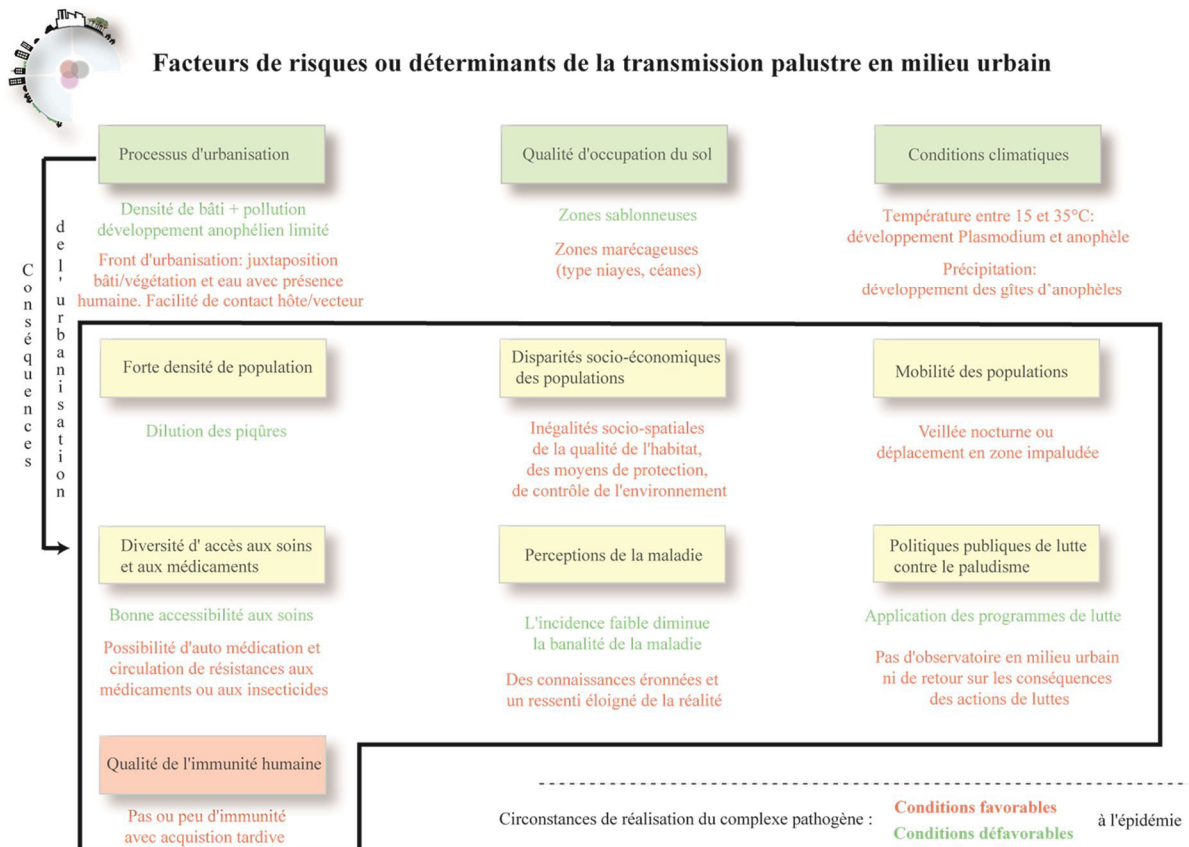 Facteurs de risques ou déterminants de la transmission palustre en milieu urbain
Conséquences
de l'urbanisation
Processus d'urbanisation
Densité de bâti + pollution
développement anophélien limité
Front d'urbanisation: juxtaposition
bâti/végétation et eau avec présence
humaine. Facilité de contact hôte/vecteur
Qualité d'occupation du sol
Zones sablonneuses
Zones marécageuses
(type niayes, céanes)
Conditions climatiques
Température entre 15 et 35°C:
développement Plasmodium et anophèle
Précipitation:
développement des gîtes d'anophèles
Forte densité de population
Dilution des piqûres
Disparités socio-économiques
des populations
Inégalités socio-spatiales
de la qualité de l'habitat,
des moyens de protection,
de contrôle de l'environnement
Mobilité des populations
Veillée nocturne ou
déplacement en zone impaludée
Diversité d' accès aux soins
et aux médicaments
Bonne accessibilité aux soins
Possibilité d'auto médication et
circulation de résistances aux
médicaments ou aux insecticides
Perceptions de la maladie
L'incidence faible diminue
la banalité de la maladie
Des connaissances éronnées et
un ressenti éloigné de la réalité
Politiques publiques de lutte
contre le paludisme
Application des programmes de lutte
Pas d'observatoire en milieu urbain
ni de retour sur les conséquences
des actions de luttes
Qualité de l'immunité humaine
Pas ou peu d'immunité
avec acquistion tardive
Circonstances de réalisation du complexe pathogène :
Conditions favorables
Conditions défavorables
à l'épidémie